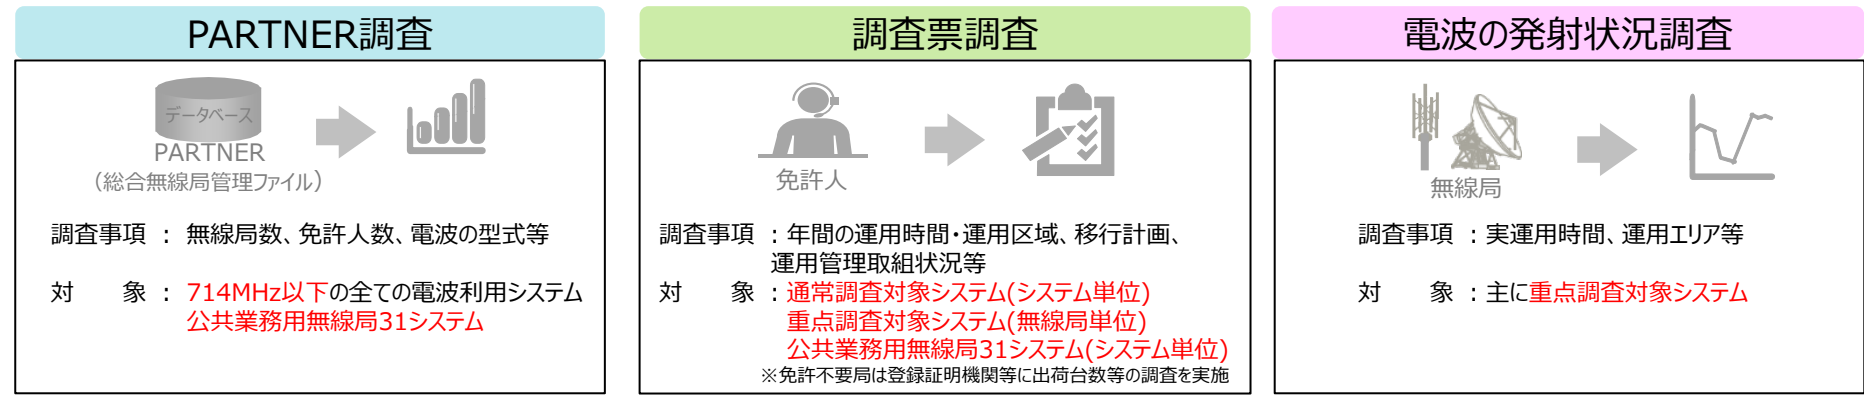 PARTNER調査
データベース
PARTNER
（総合無線局管理ファイル）
調査事項 ： 無線局数、免許人数、電波の型式等
対　　象 ： 714MHz以下の全ての電波利用システム
公共業務用無線局31システム
調査票調査
免許人
調査事項 ：年間の運用時間・運用区域、移行計画、
運用管理取組状況等
対　　象 ：通常調査対象システム(システム単位)
重点調査対象システム(無線局単位)
公共業務用無線局31システム(システム単位)
※免許不要局は登録証明機関等に出荷台数等の調査を実施
電波の発射状況調査
無線局
調査事項 ：実運用時間、運用エリア等
対　　象 ：主に重点調査対象システム